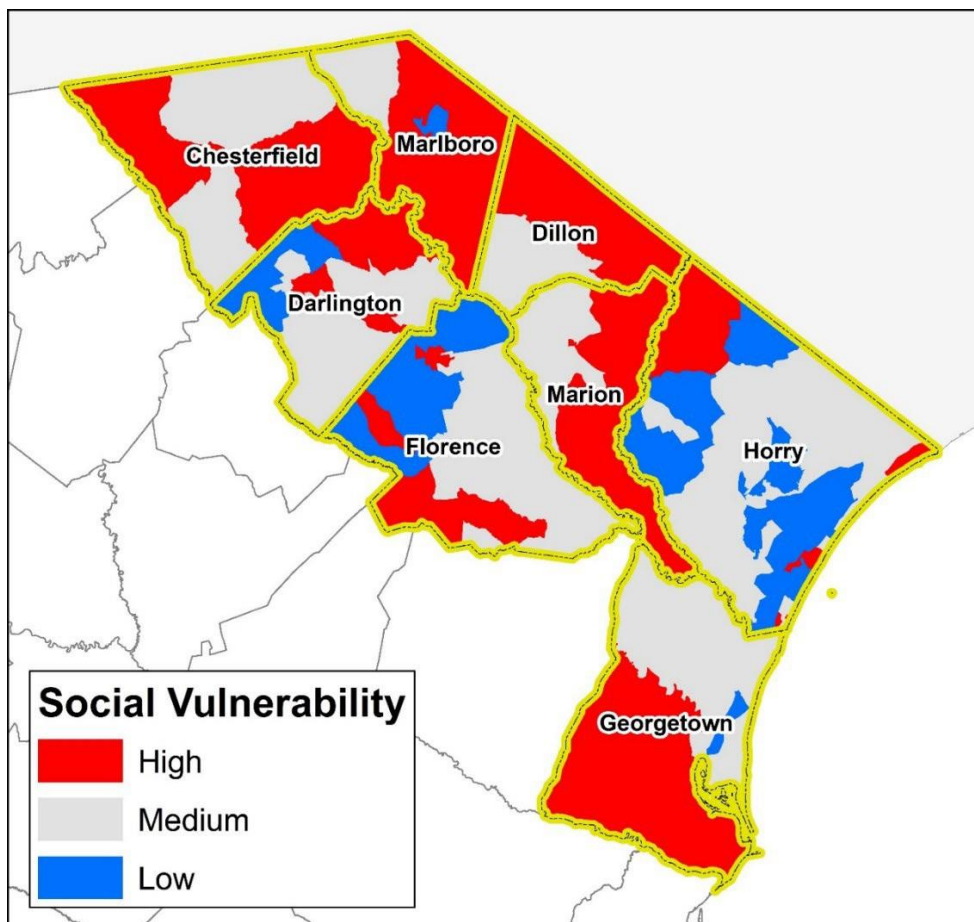 Chesterfield
Marlboro
Dillon
Darlington
Marion
Florence
Horry
Georgetown
Social Vulnerability
High
Medium
Low